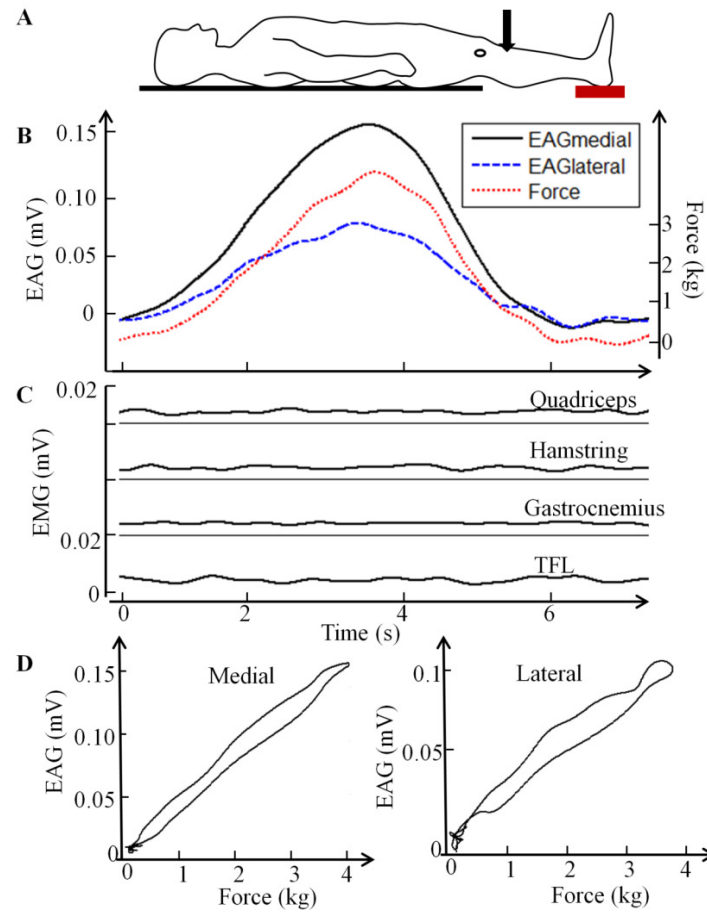 A
B
0.15
0.10
0.05
0
EAG (mV)
EAGmedial
EAGlateral
Force
3
2
1
0
Force (kg)
C
0.02
0.02
0
EMG (mV)
Quadriceps
Hamstring
Gastrocnemius
TFL
0
2
4
6
Time (s)
D
Medial
0.15
0.10
0.05
0
EAG (mV)
0
1
2
3
4
Force (kg)
Lateral
0.1
0.05
0
EAG (mV)
0
1
2
3
4
Force (kg)